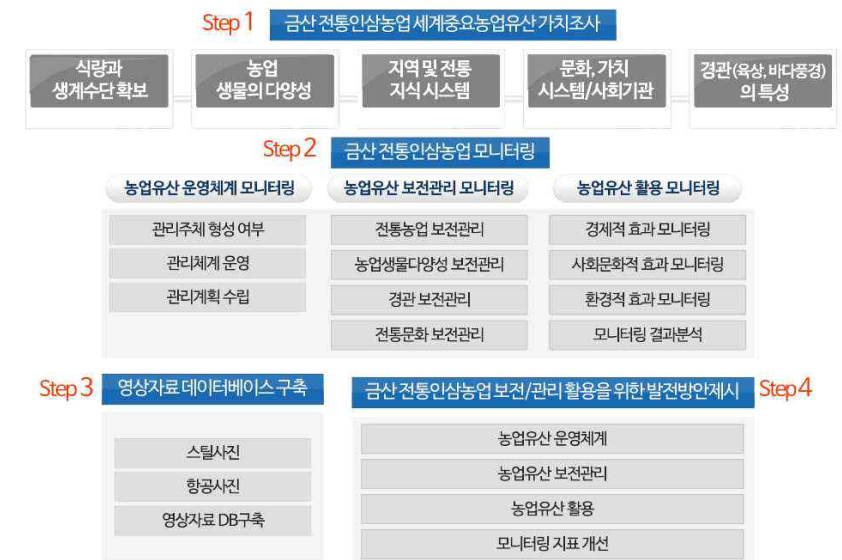 Step 1 금산 전통인삼농업 세계중요농업유산 가치조사
식량과
생계수단 확보
농업
생물의 다양성
지역 및 전통
지식 시스템
문화, 가치
시스템/사회기관
경관(육상, 바다풍경)
의 특성
Step 2 금산 전통인삼농업 모니터링
농업유산 운영체계 모니터링
관리주체 형성 여부
관리체계 운영
관리계획 수립
농업유산 보전관리 모니터링
전통농업 보전관리
농업생물다양성 보전관리
경관 보전관리
전통문화 보전관리
농업유산 활용 모니터링
경제적 효과 모니터링
사회문화적 효과 모니터링
환경적 효과 모니터링
모니터링 결과분석
Step 3 영상자료 데이터베이스 구축
스틸사진
항공사진
영상자료 DB구축
금산 전통인삼농업 보전/관리 활용을 위한 발전방안제시 Step 4
농업유산 운영체계
농업유산 보전관리
농업유산 활용
모니터링 지표 개선